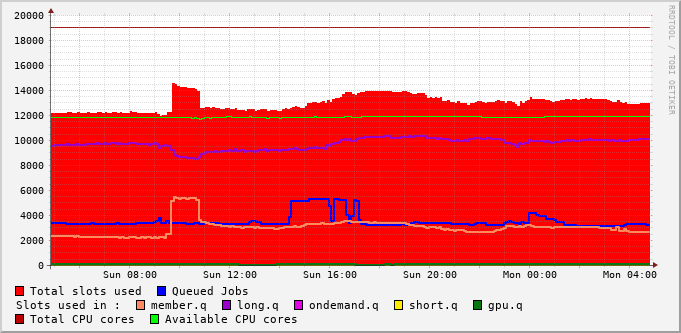 20000
18000
16000
14000
12000
10000
8000
6000
4000
2000
0
Sun 08:00 Sun 12:00 Sun 16:00 Sun 20:00 Mon 00:00 Mon 04:00
Total slots used Queued Jobs
Slots used in : member.q long.q ondemand.q short.q gpu.q
Total CPU cores Available CPU cores
RRDTOOL / TOBI OETIKER